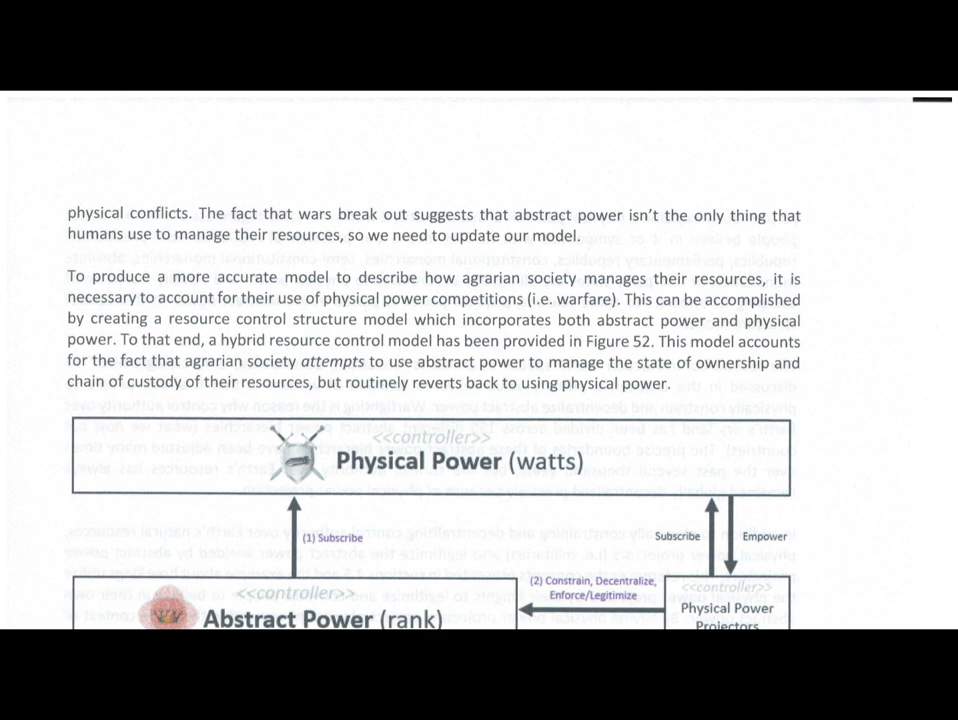 physical conflicts. The fact that wars break out suggests that abstract power isn't the only thing that
humans use to manage their resources, so we need to update our model.
To produce a more accurate model to describe how agrarian society manages their resources, it is
necessary to account for their use of physical power competitions (i.e. warfare). This can be accomplished
by creating a resource control structure model which incorporates both abstract power and physical
power. To that end, a hybrid resource control model has been provided in Figure 52. This model accounts
for the fact that agrarian society attempts to use abstract power to manage the state of ownership and
chain of custody of their resources, but routinely reverts back to using physical power.
<<controller>>
Physical Power (watts)
(1) Subscribe
Subscribe
Empower
<<controller>>
Abstract Power (rank)
(2) Constrain, Decentralize,
Enforce/Legitimize
<<controller>>
Physical Power
Projectors